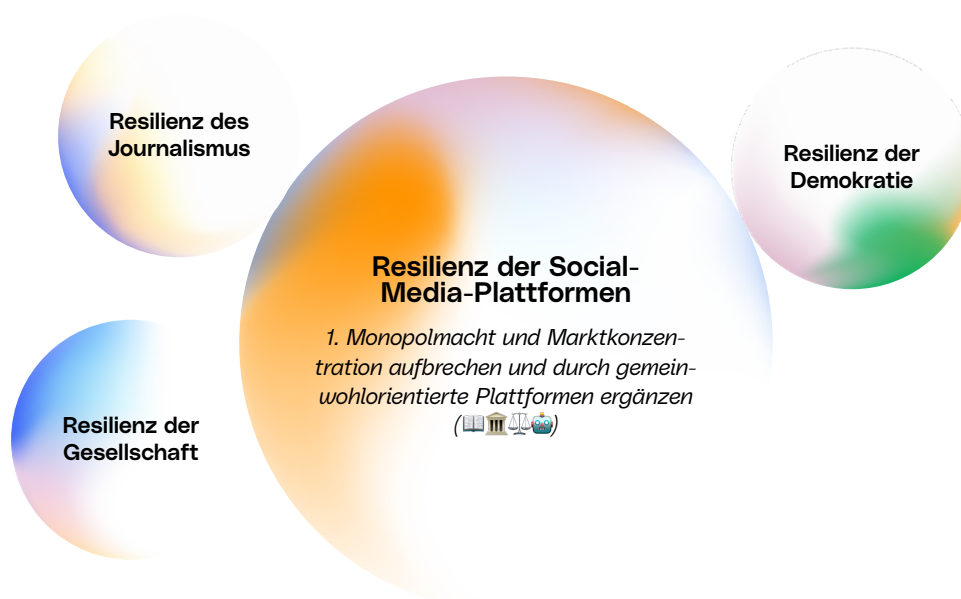 Resilienz des
Journalismus
Resilienz der
Demokratie
Resilienz der Social-
Media-Plattformen
1. Monopolmacht und Marktkonzen-
tration aufbrechen und durch gemein-
wohlorientierte Plattformen ergänzen
(📖🏛️⚖️🤖)
Resilienz der
Gesellschaft